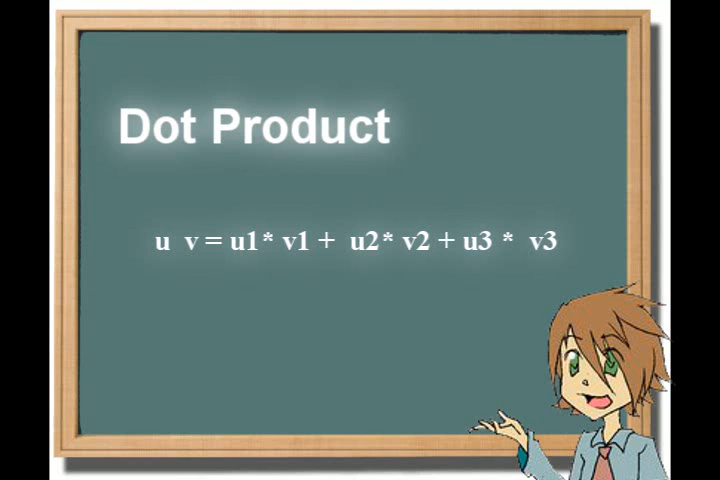 Dot Product
u v = u1* v1 + u2* v2 + u3 * v3